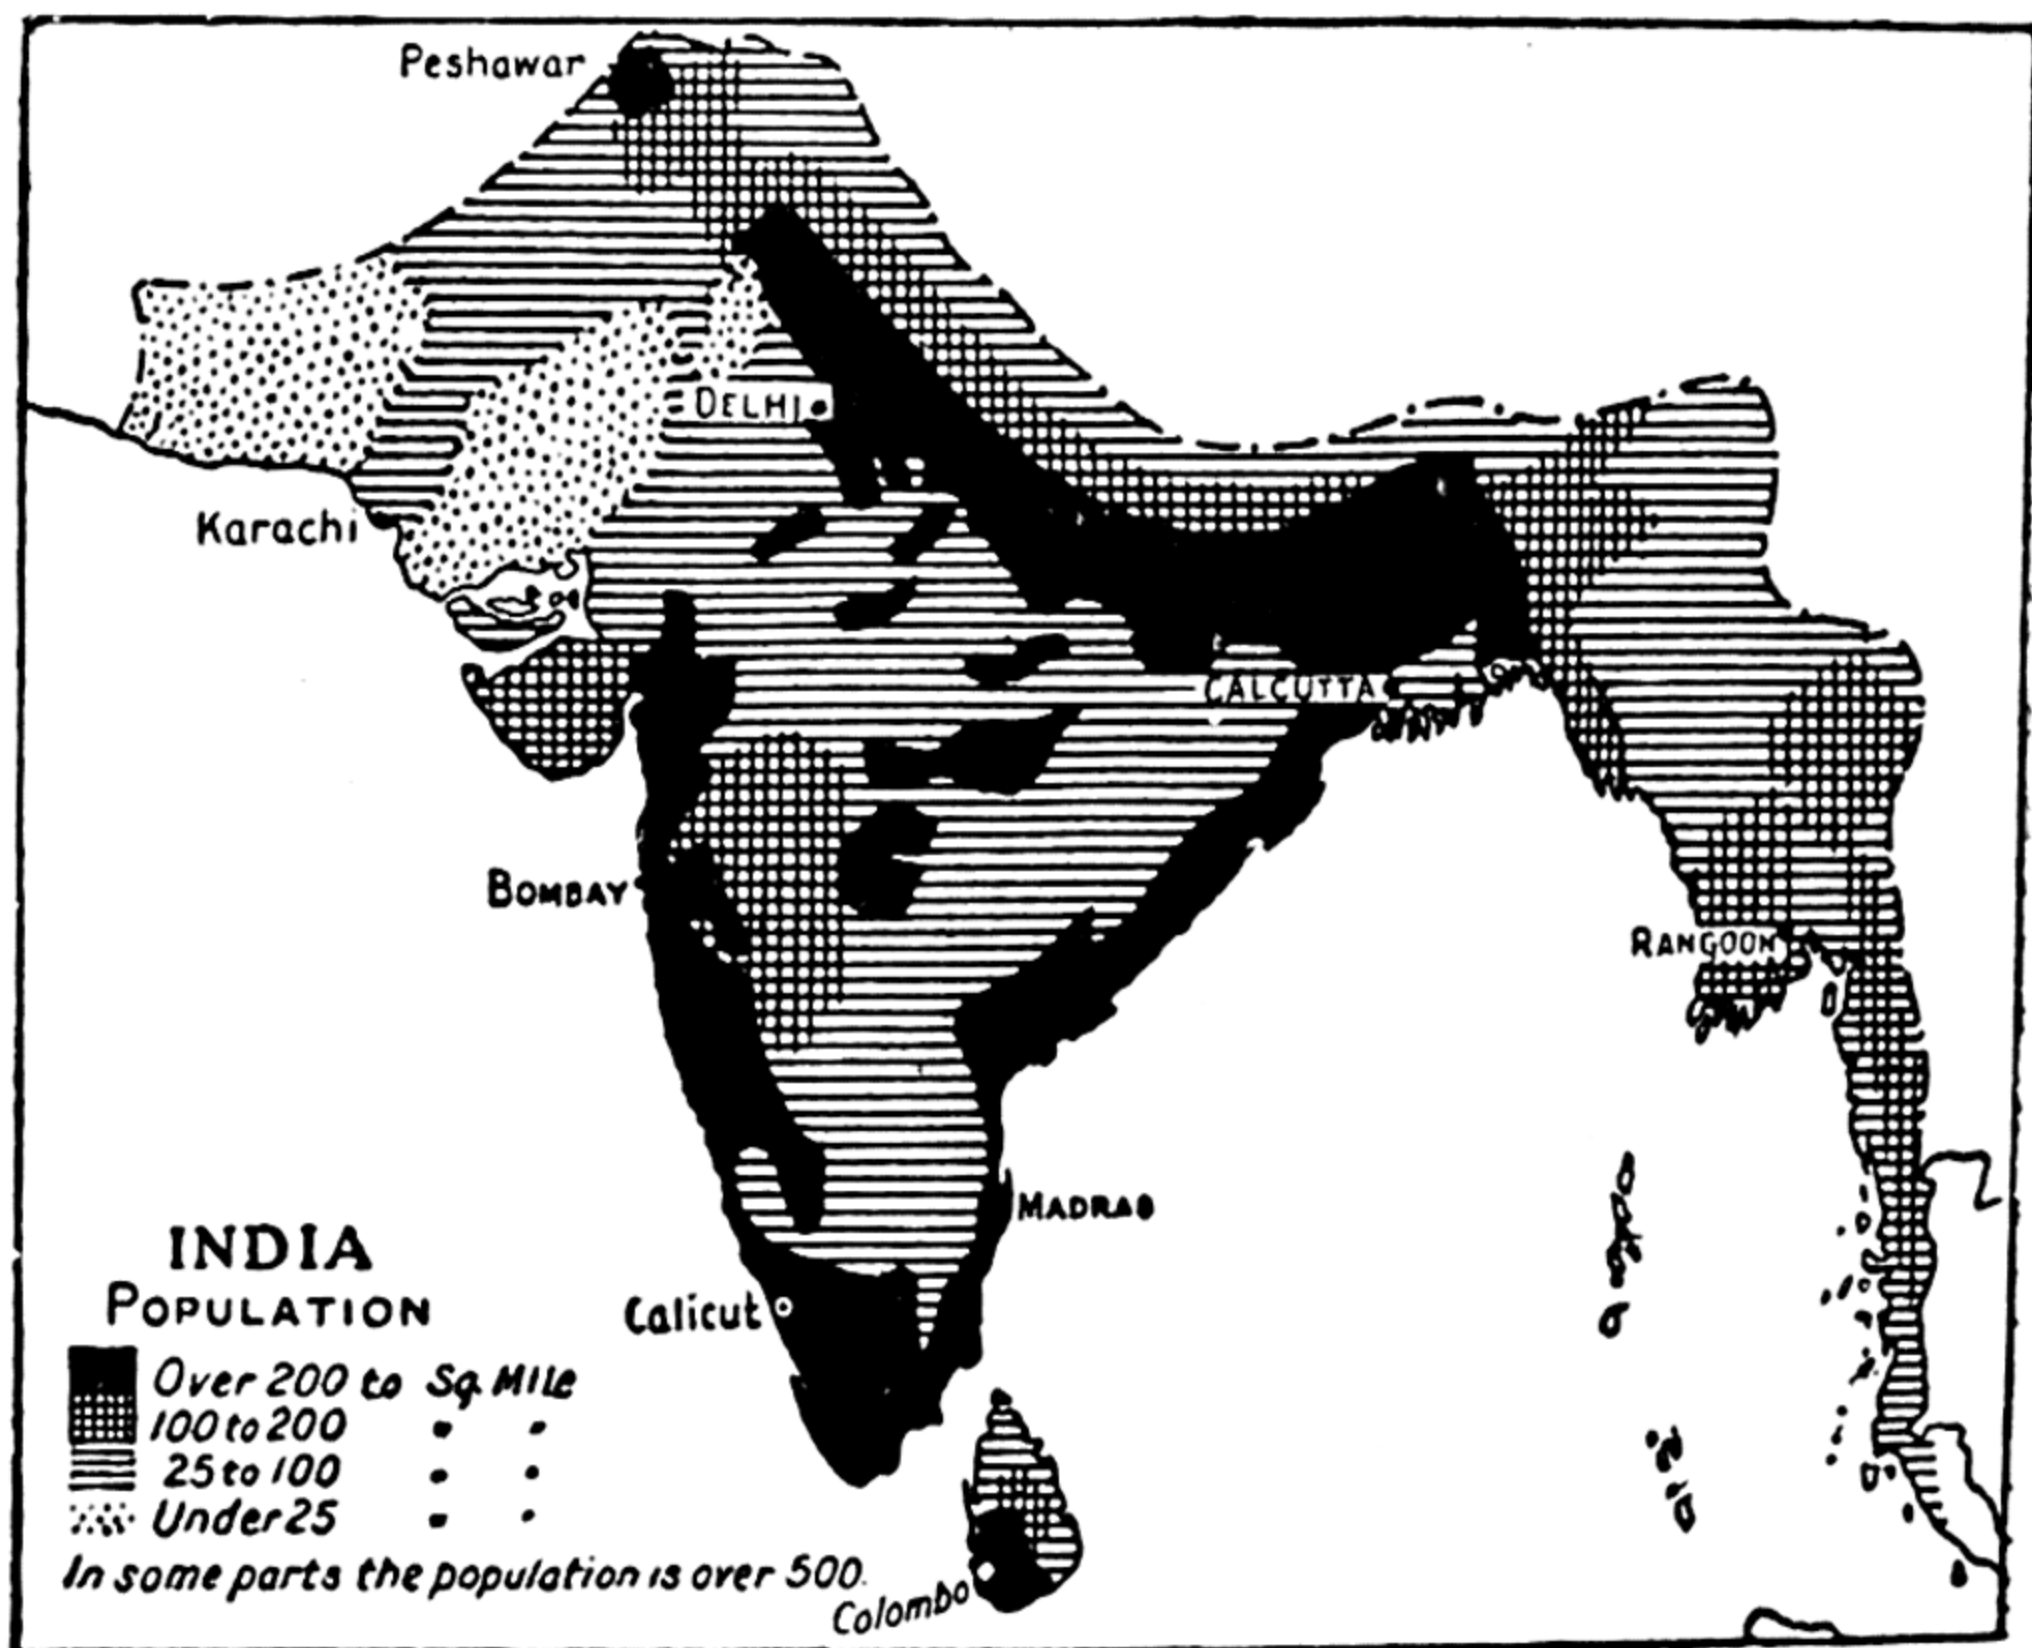 Peshawar
DELHI
Karachi
CALCUTTA
BOMBAY
RANGOON
MADRAS
Calicut
INDIA
POPULATION
Over 200 to Sq. Mile
100 to 200 " "
25 to 100 " "
Under 25 " "
In some parts the population is over 500.
Colombo